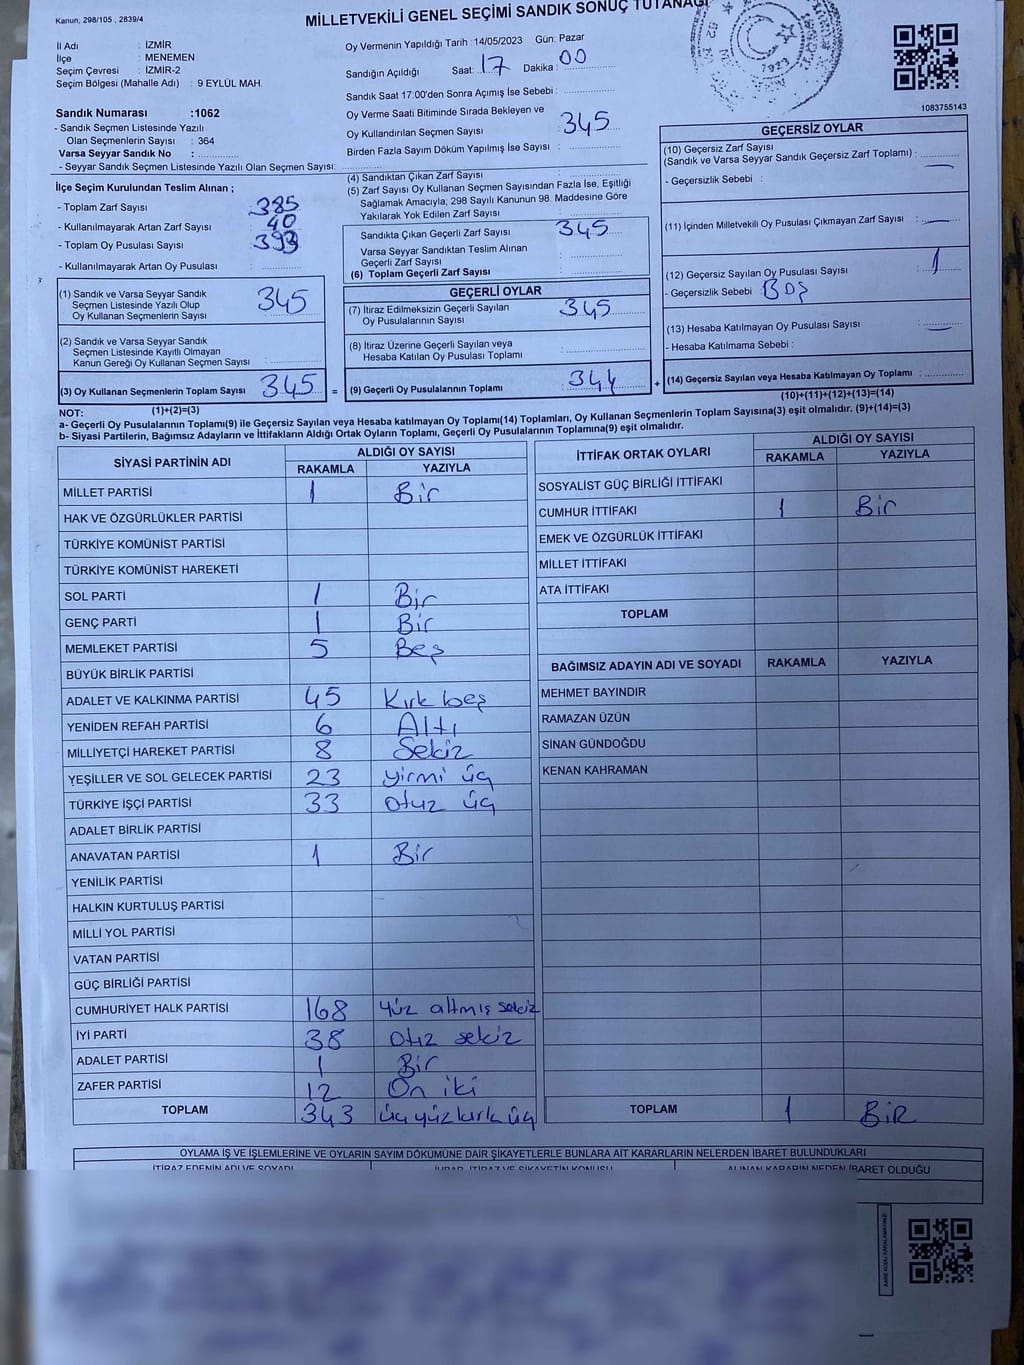 Kanun, 298/105 , 2839/4
MİLLETVEKİLİ GENEL SEÇİMİ SANDIK SONUÇ TUTANAĞI
İl Adı : İZMİR
İlçe : MENEMEN
Seçim Çevresi : İZMİR-2
Seçim Bölgesi (Mahalle Adı) : 9 EYLÜL MAH.
Sandık Numarası :1062
- Sandık Seçmen Listesinde Yazılı
Olan Seçmenlerin Sayısı : 364
Varsa Seyyar Sandık No :
- Seyyar Sandık Seçmen Listesinde Yazılı Olan Seçmen Sayısı:
Oy Vermenin Yapıldığı Tarih :14/05/2023 Gün: Pazar
Sandığın Açıldığı Saat: 17 Dakika : 00
Sandık Saat 17:00'den Sonra Açımış İse Sebebi :
Oy Verme Saati Bitiminde Sırada Bekleyen ve
Oy Kullandırılan Seçmen Sayısı : 345
Birden Fazla Sayım Döküm Yapılmış İse Sayısı :
1083755143
İlçe Seçim Kurulundan Teslim Alınan ;
- Toplam Zarf Sayısı : 385
- Kullanılmayarak Artan Zarf Sayısı : 40
- Toplam Oy Pusulası Sayısı : 393
- Kullanılmayarak Artan Oy Pusulası :
(4) Sandıktan Çıkan Zarf Sayısı :
(5) Zarf Sayısı Oy Kullanan Seçmen Sayısından Fazla İse, Eşitliği
Sağlamak Amacıyla; 298 Sayılı Kanunun 98. Maddesine Göre
Yakılarak Yok Edilen Zarf Sayısı :
Sandıkta Çıkan Geçerli Zarf Sayısı : 345
Varsa Seyyar Sandıktan Teslim Alınan
Geçerli Zarf Sayısı :
(6) Toplam Geçerli Zarf Sayısı :
GEÇERSİZ OYLAR
(10) Geçersiz Zarf Sayısı
(Sandık ve Varsa Seyyar Sandık Geçersiz Zarf Toplamı) : —
- Geçersizlik Sebebi :
(11) İçinden Milletvekili Oy Pusulası Çıkmayan Zarf Sayısı : —
(12) Geçersiz Sayılan Oy Pusulası Sayısı : 1
- Geçersizlik Sebebi : Boş
(13) Hesaba Katılmayan Oy Pusulası Sayısı : —
- Hesaba Katılmama Sebebi :
(14) Geçersiz Sayılan veya Hesaba Katılmayan Oy Toplamı :
(10)+(11)+(12)+(13)=(14)
(1) Sandık ve Varsa Seyyar Sandık
Seçmen Listesinde Yazılı Olup
Oy Kullanan Seçmenlerin Sayısı : 345
(2) Sandık ve Varsa Seyyar Sandık
Seçmen Listesinde Kayıtlı Olmayan
Kanun Gereği Oy Kullanan Seçmen Sayısı :
(3) Oy Kullanan Seçmenlerin Toplam Sayısı : 345 =
(1)+(2)=(3)
GEÇERLİ OYLAR
(7) İtiraz Edilmeksizin Geçerli Sayılan
Oy Pusulalarının Sayısı : 345
(8) İtiraz Üzerine Geçerli Sayılan veya
Hesaba Katılan Oy Pusulası Toplamı :
(9) Geçerli Oy Pusulalarının Toplamı : 344 +
NOT:
a- Geçerli Oy Pusulalarının Toplamı(9) ile Geçersiz Sayılan veya Hesaba katılmayan Oy Toplamı(14) Toplamları, Oy Kullanan Seçmenlerin Toplam Sayısına(3) eşit olmalıdır. (9)+(14)=(3)
b- Siyasi Partilerin, Bağımsız Adayların ve İttifakların Aldığı Ortak Oyların Toplamı, Geçerli Oy Pusulalarının Toplamına(9) eşit olmalıdır.
SİYASİ PARTİNİN ADI ALDIĞI OY SAYISI
RAKAMLA YAZIYLA
MİLLET PARTİSİ 1 Bir
HAK VE ÖZGÜRLÜKLER PARTİSİ
TÜRKİYE KOMÜNİST PARTİSİ
TÜRKİYE KOMÜNİST HAREKETİ
SOL PARTİ 1 Bir
GENÇ PARTİ 1 Bir
MEMLEKET PARTİSİ 5 Beş
BÜYÜK BİRLİK PARTİSİ
ADALET VE KALKINMA PARTİSİ 45 Kırk beş
YENİDEN REFAH PARTİSİ 6 Altı
MİLLİYETÇİ HAREKET PARTİSİ 8 Sekiz
YEŞİLLER VE SOL GELECEK PARTİSİ 23 yirmi üç
TÜRKİYE İŞÇİ PARTİSİ 33 otuz üç
ADALET BİRLİK PARTİSİ
ANAVATAN PARTİSİ 1 Bir
YENİLİK PARTİSİ
HALKIN KURTULUŞ PARTİSİ
MİLLİ YOL PARTİSİ
VATAN PARTİSİ
GÜÇ BİRLİĞİ PARTİSİ
CUMHURİYET HALK PARTİSİ 168 yüz altmış sekiz
İYİ PARTİ 38 otız sekiz
ADALET PARTİSİ 1 Bir
ZAFER PARTİSİ 12 On iki
TOPLAM 343 üç yüz kırk üç
İTTİFAK ORTAK OYLARI ALDIĞI OY SAYISI
RAKAMLA YAZIYLA
SOSYALİST GÜÇ BİRLİĞİ İTTİFAKI
CUMHUR İTTİFAKI 1 Bir
EMEK VE ÖZGÜRLÜK İTTİFAKI
MİLLET İTTİFAKI
ATA İTTİFAKI
TOPLAM
BAĞIMSIZ ADAYIN ADI VE SOYADI RAKAMLA YAZIYLA
MEHMET BAYINDIR
RAMAZAN ÜZÜN
SİNAN GÜNDOĞDU
KENAN KAHRAMAN
TOPLAM 1 BİR
OYLAMA İŞ VE İŞLEMLERİNE VE OYLARIN SAYIM DÖKÜMÜNE DAİR ŞİKAYETLERLE BUNLARA AİT KARARLARIN NELERDEN İBARET BULUNDUKLARI
İTİRAZ EDENİN ADI VE SOYADI İHBAR, İTİRAZ VE ŞİKAYETİN KONUSU ALINAN KARARIN NEDEN İBARET OLDUĞU